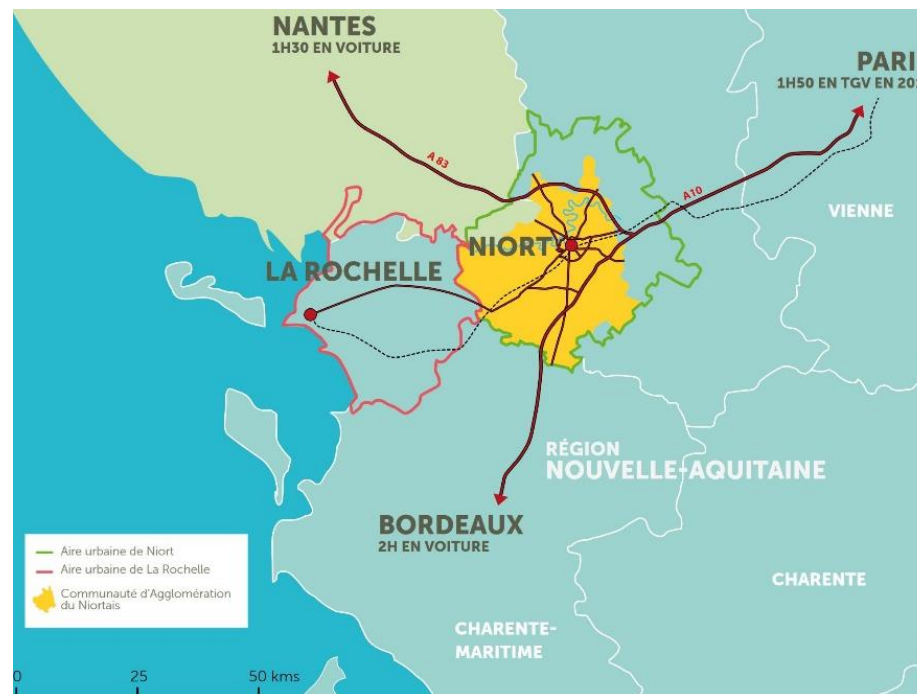 NANTES
1H30 EN VOITURE
PARI
1H50 EN TGV EN 201
A 83
A10
VIENNE
NIORT
LA ROCHELLE
RÉGION
NOUVELLE-AQUITAINE
BORDEAUX
2H EN VOITURE
Aire urbaine de Niort
Aire urbaine de La Rochelle
Communauté d'Agglomération
du Niortais
CHARENTE
CHARENTE-
MARITIME
0 25 50 kms